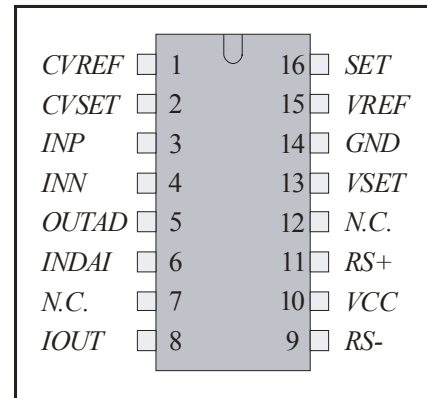 CVREF 1 16 SET
CVSET 2 15 VREF
INP 3 14 GND
INN 4 13 VSET
OUTAD 5 12 N.C.
INDAI 6 11 RS+
N.C. 7 10 VCC
IOUT 8 9 RS-